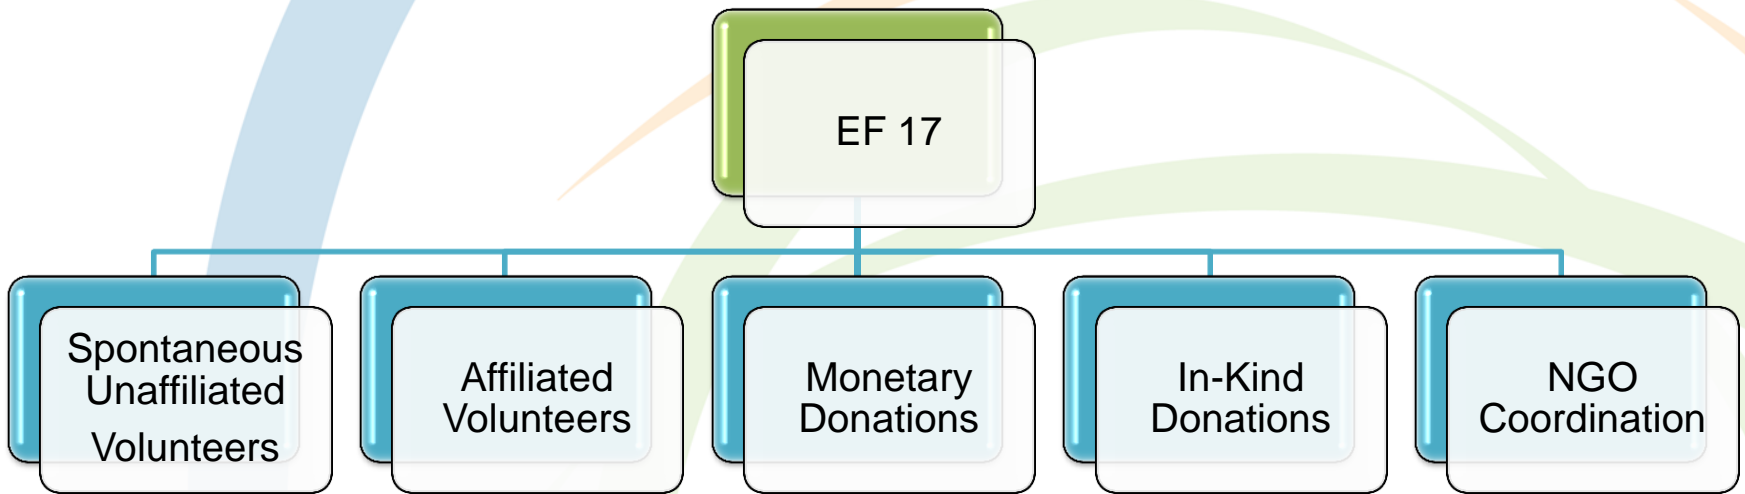 EF 17
Spontaneous
Unaffiliated
Volunteers
Affiliated
Volunteers
Monetary
Donations
In-Kind
Donations
NGO
Coordination